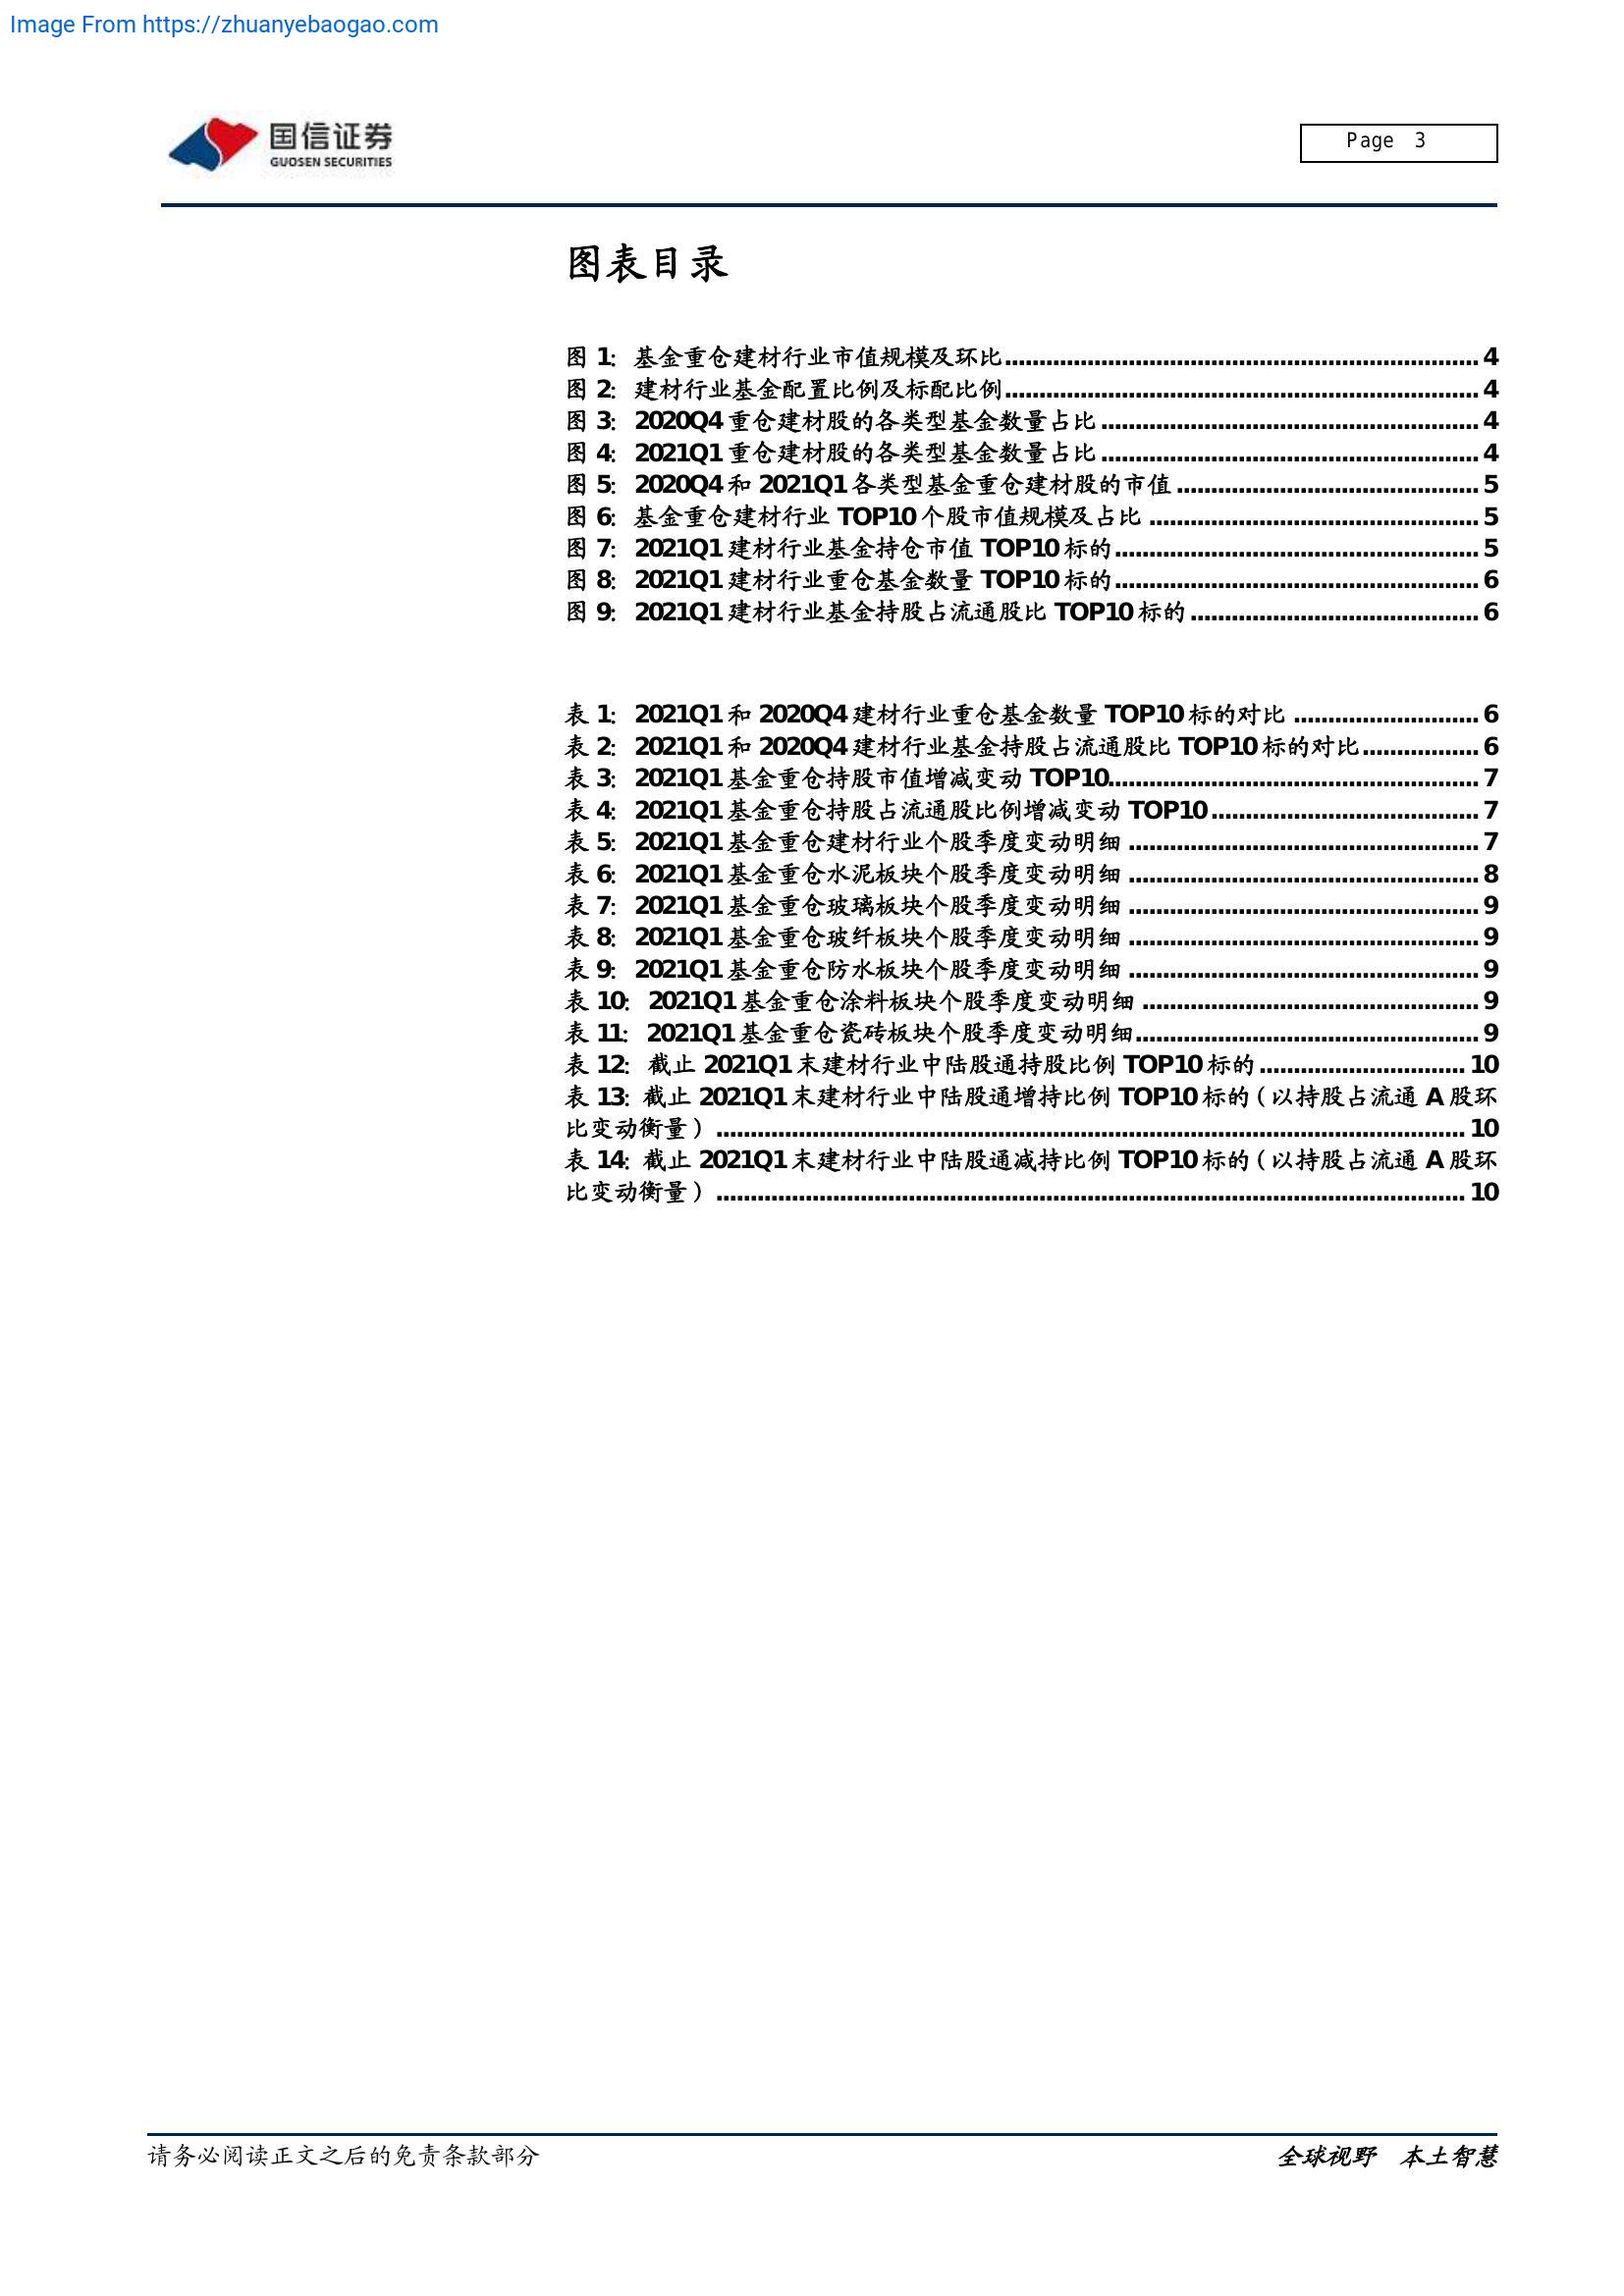 Image From https://zhuanyebaogao.com
国信证券
GUOSEN SECURITIES
Page 3
图表目录
图 1: 基金重仓建材行业市值规模及环比.....................................................................4
图 2: 建材行业基金配置比例及标配比例.....................................................................4
图 3: 2020Q4 重仓建材股的各类型基金数量占比.......................................................4
图 4: 2021Q1 重仓建材股的各类型基金数量占比.......................................................4
图 5: 2020Q4 和 2021Q1 各类型基金重仓建材股的市值............................................5
图 6: 基金重仓建材行业 TOP10 个股市值规模及占比................................................5
图 7: 2021Q1 建材行业基金持仓市值 TOP10 标的.....................................................5
图 8: 2021Q1 建材行业重仓基金数量 TOP10 标的.....................................................6
图 9: 2021Q1 建材行业基金持股占流通股比 TOP10 标的..........................................6
表 1: 2021Q1 和 2020Q4 建材行业重仓基金数量 TOP10 标的对比...........................6
表 2: 2021Q1 和 2020Q4 建材行业基金持股占流通股比 TOP10 标的对比.................6
表 3: 2021Q1 基金重仓持股市值增减变动 TOP10......................................................7
表 4: 2021Q1 基金重仓持股占流通股比例增减变动 TOP10.......................................7
表 5: 2021Q1 基金重仓建材行业个股季度变动明细...................................................7
表 6: 2021Q1 基金重仓水泥板块个股季度变动明细...................................................8
表 7: 2021Q1 基金重仓玻璃板块个股季度变动明细...................................................9
表 8: 2021Q1 基金重仓玻纤板块个股季度变动明细...................................................9
表 9: 2021Q1 基金重仓防水板块个股季度变动明细...................................................9
表 10: 2021Q1 基金重仓涂料板块个股季度变动明细.................................................9
表 11: 2021Q1 基金重仓瓷砖板块个股季度变动明细..................................................9
表 12: 截止 2021Q1 末建材行业中陆股通持股比例 TOP10 标的..............................10
表 13: 截止 2021Q1 末建材行业中陆股通增持比例 TOP10 标的（以持股占流通 A 股环
比变动衡量）.............................................................................................................10
表 14: 截止 2021Q1 末建材行业中陆股通减持比例 TOP10 标的（以持股占流通 A 股环
比变动衡量）.............................................................................................................10
请务必阅读正文之后的免责条款部分
全球视野 本土智慧